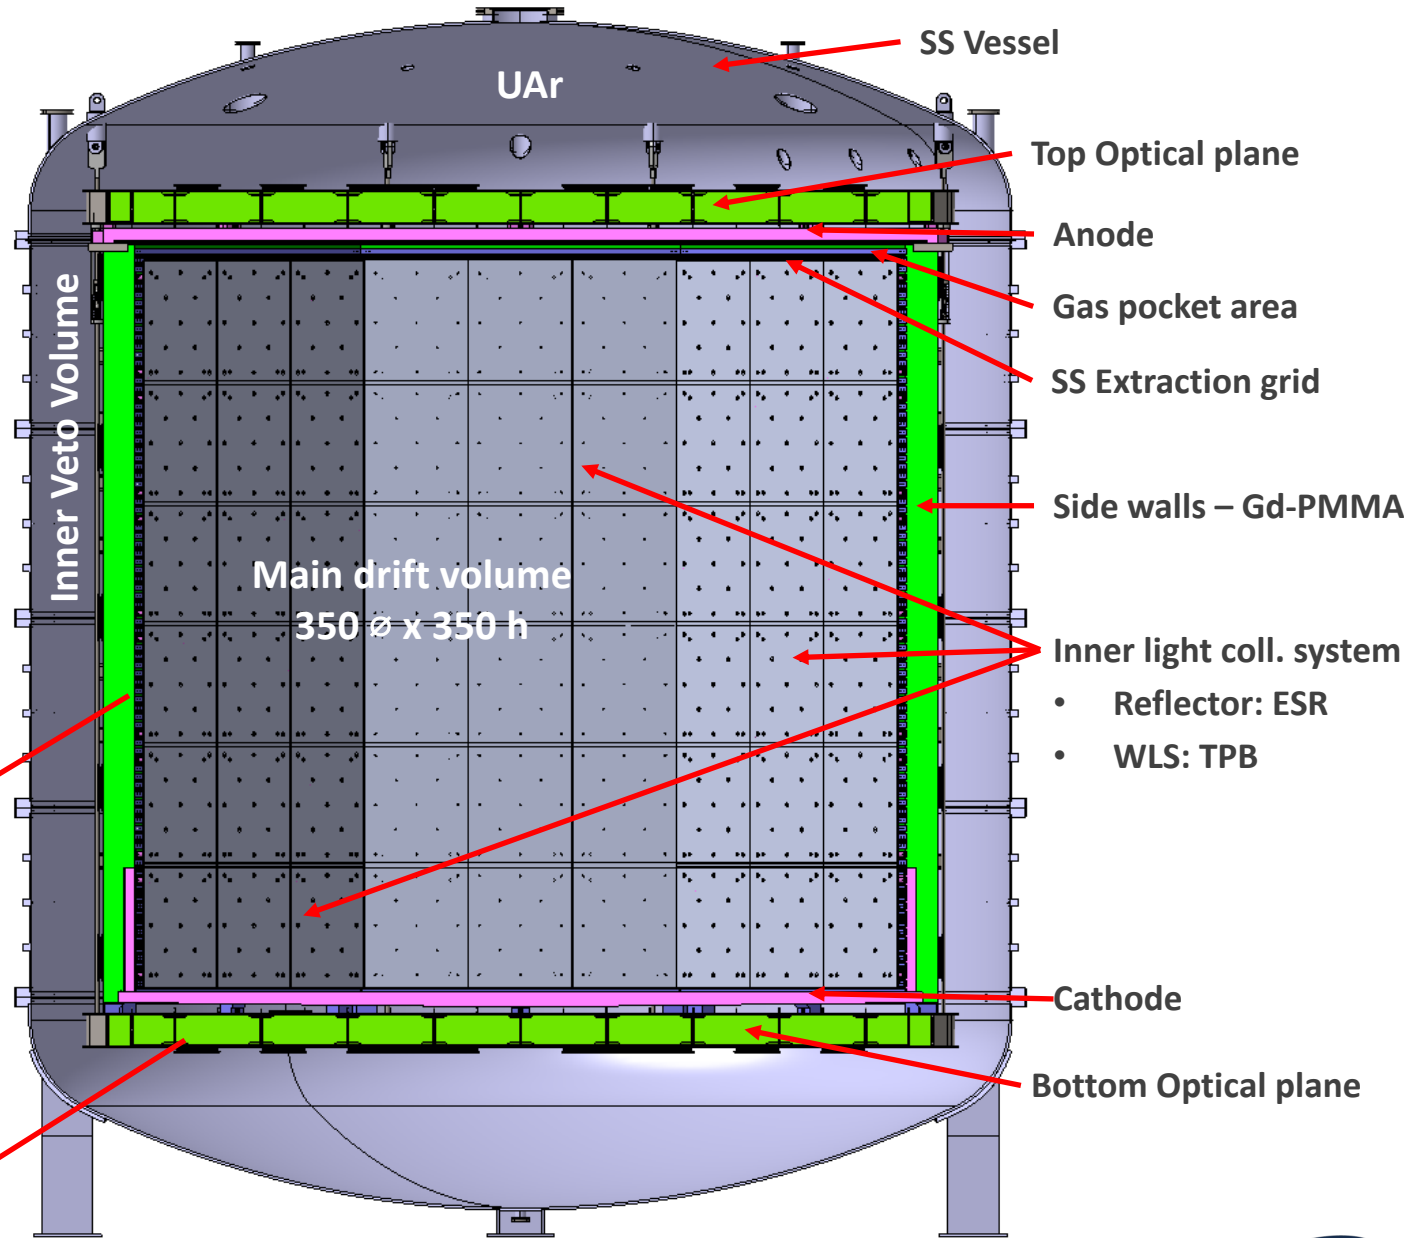 SS Vessel
UAr
Top Optical plane
Anode
Gas pocket area
SS Extraction grid
Inner Veto Volume
Side walls – Gd-PMMA
Main drift volume
350 ⌀ x 350 h
Inner light coll. system
• Reflector: ESR
• WLS: TPB
Cathode
Bottom Optical plane